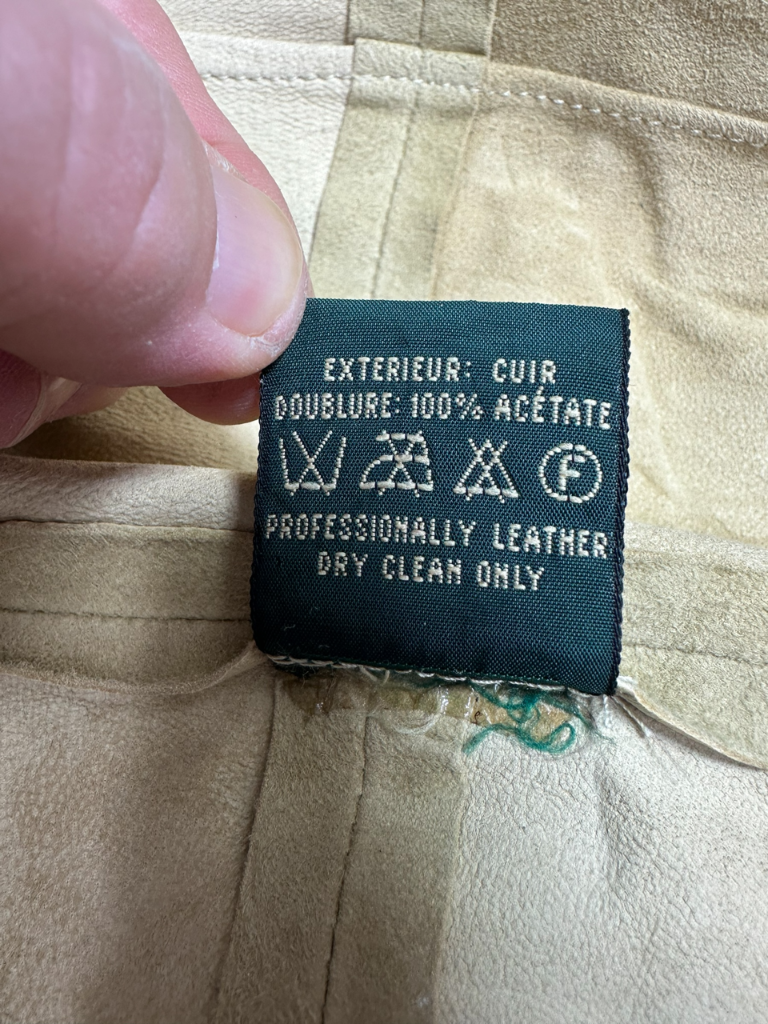 EXTERIEUR: CUIR
DOUBLURE: 100% ACÉTATE
F
PROFESSIONALLY LEATHER
DRY CLEAN ONLY